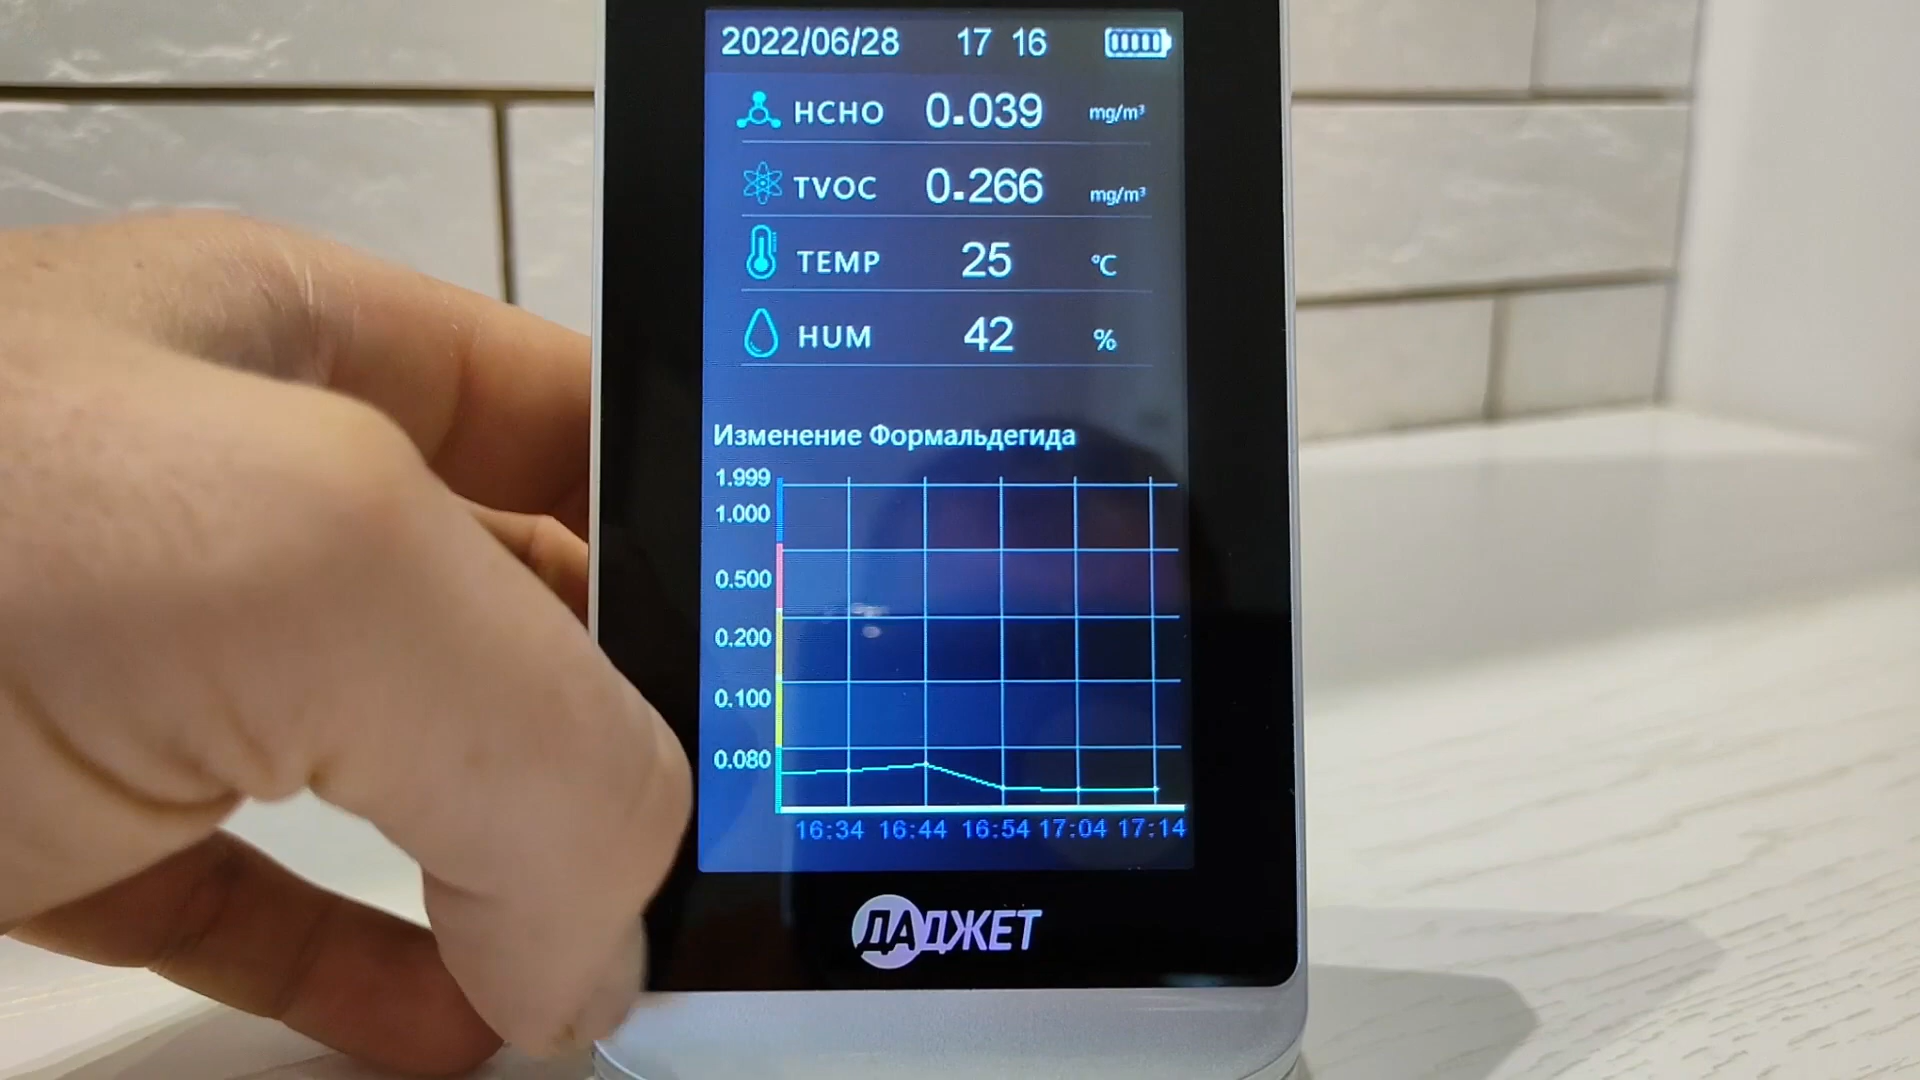 2022/06/28 17 16
HCHO 0.039 mg/m³
TVOC 0.266 mg/m³
TEMP 25 °C
HUM 42 %
Изменение Формальдегида
1.999
1.000
0.500
0.200
0.100
0.080
16:34 16:44 16:54 17:04 17:14
ДАДЖЕТ